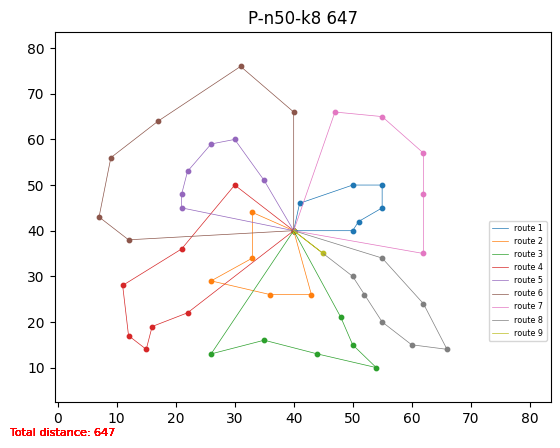 P-n50-k8 647
80
70
60
50
40
30
20
10
0 10 20 30 40 50 60 70 80
route 1
route 2
route 3
route 4
route 5
route 6
route 7
route 8
route 9
Total distance: 647